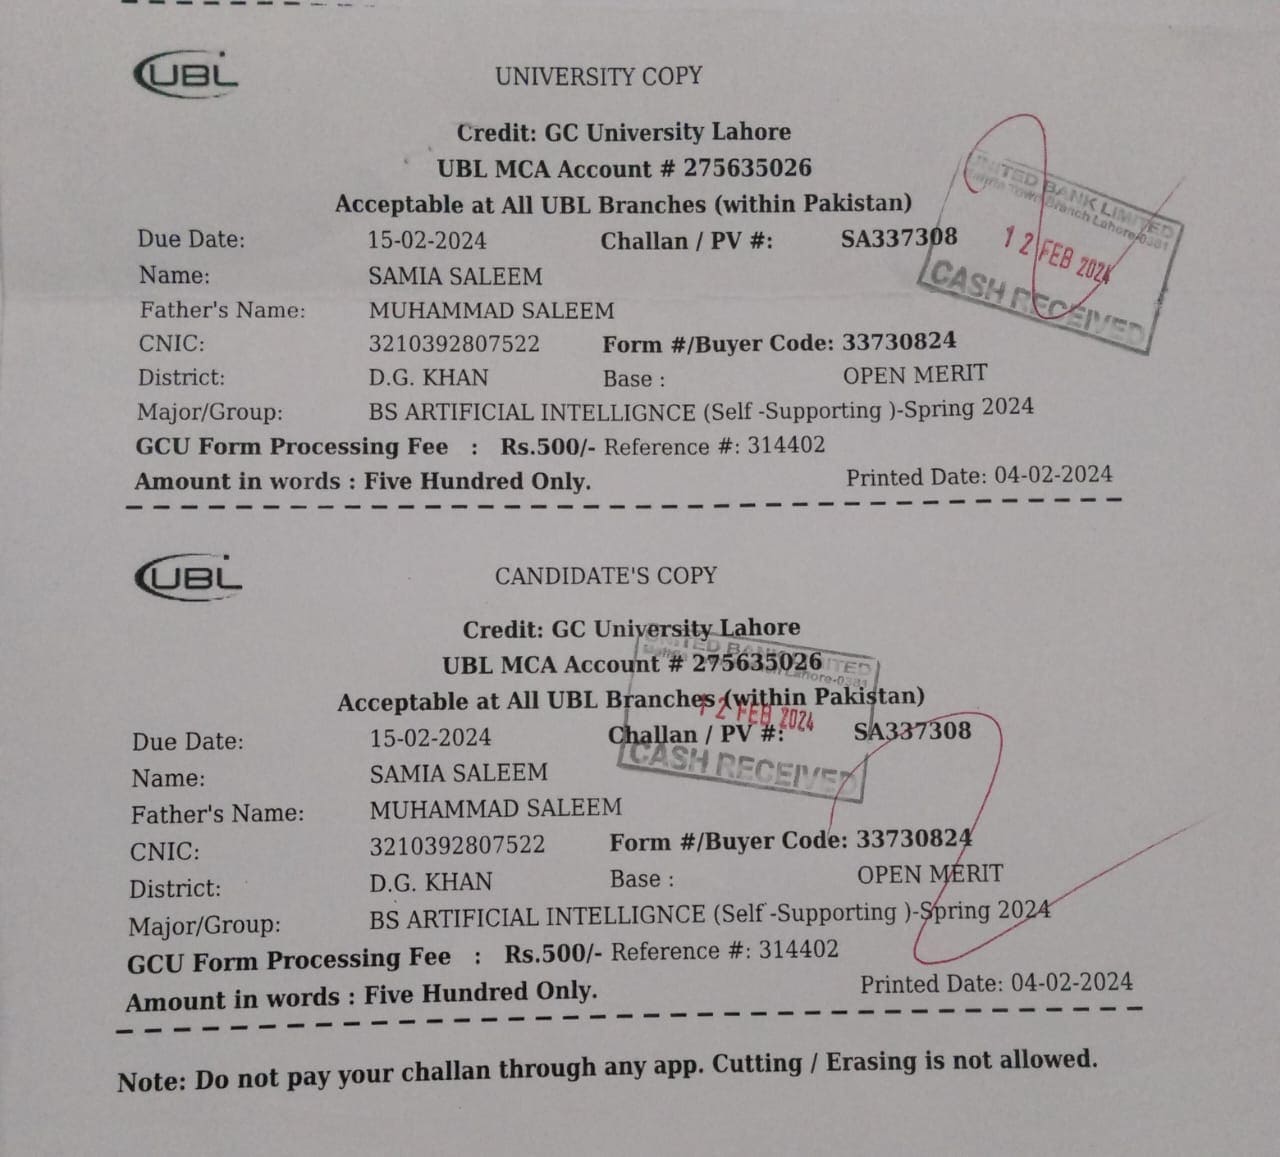 UBL
UNIVERSITY COPY
Credit: GC University Lahore
UBL MCA Account # 275635026
Acceptable at All UBL Branches (within Pakistan)
Due Date: 15-02-2024 Challan / PV #: SA337308
Name: SAMIA SALEEM
Father's Name: MUHAMMAD SALEEM
CNIC: 3210392807522 Form #/Buyer Code: 33730824
District: D.G. KHAN Base : OPEN MERIT
Major/Group: BS ARTIFICIAL INTELLIGNCE (Self -Supporting )-Spring 2024
GCU Form Processing Fee : Rs.500/- Reference #: 314402
Amount in words : Five Hundred Only. Printed Date: 04-02-2024
UNITED BANK LIMITED
Town Branch Lahore-0381
12 FEB 2024
CASH RECEIVED
UBL
CANDIDATE'S COPY
Credit: GC University Lahore
UBL MCA Account # 275635026
Acceptable at All UBL Branches (within Pakistan)
Due Date: 15-02-2024 Challan / PV #: SA337308
Name: SAMIA SALEEM
Father's Name: MUHAMMAD SALEEM
CNIC: 3210392807522 Form #/Buyer Code: 33730824
District: D.G. KHAN Base : OPEN MERIT
Major/Group: BS ARTIFICIAL INTELLIGNCE (Self -Supporting )-Spring 2024
GCU Form Processing Fee : Rs.500/- Reference #: 314402
Amount in words : Five Hundred Only. Printed Date: 04-02-2024
UNITED BANK LIMITED
Lahore-0381
12 FEB 2024
CASH RECEIVED
Note: Do not pay your challan through any app. Cutting / Erasing is not allowed.